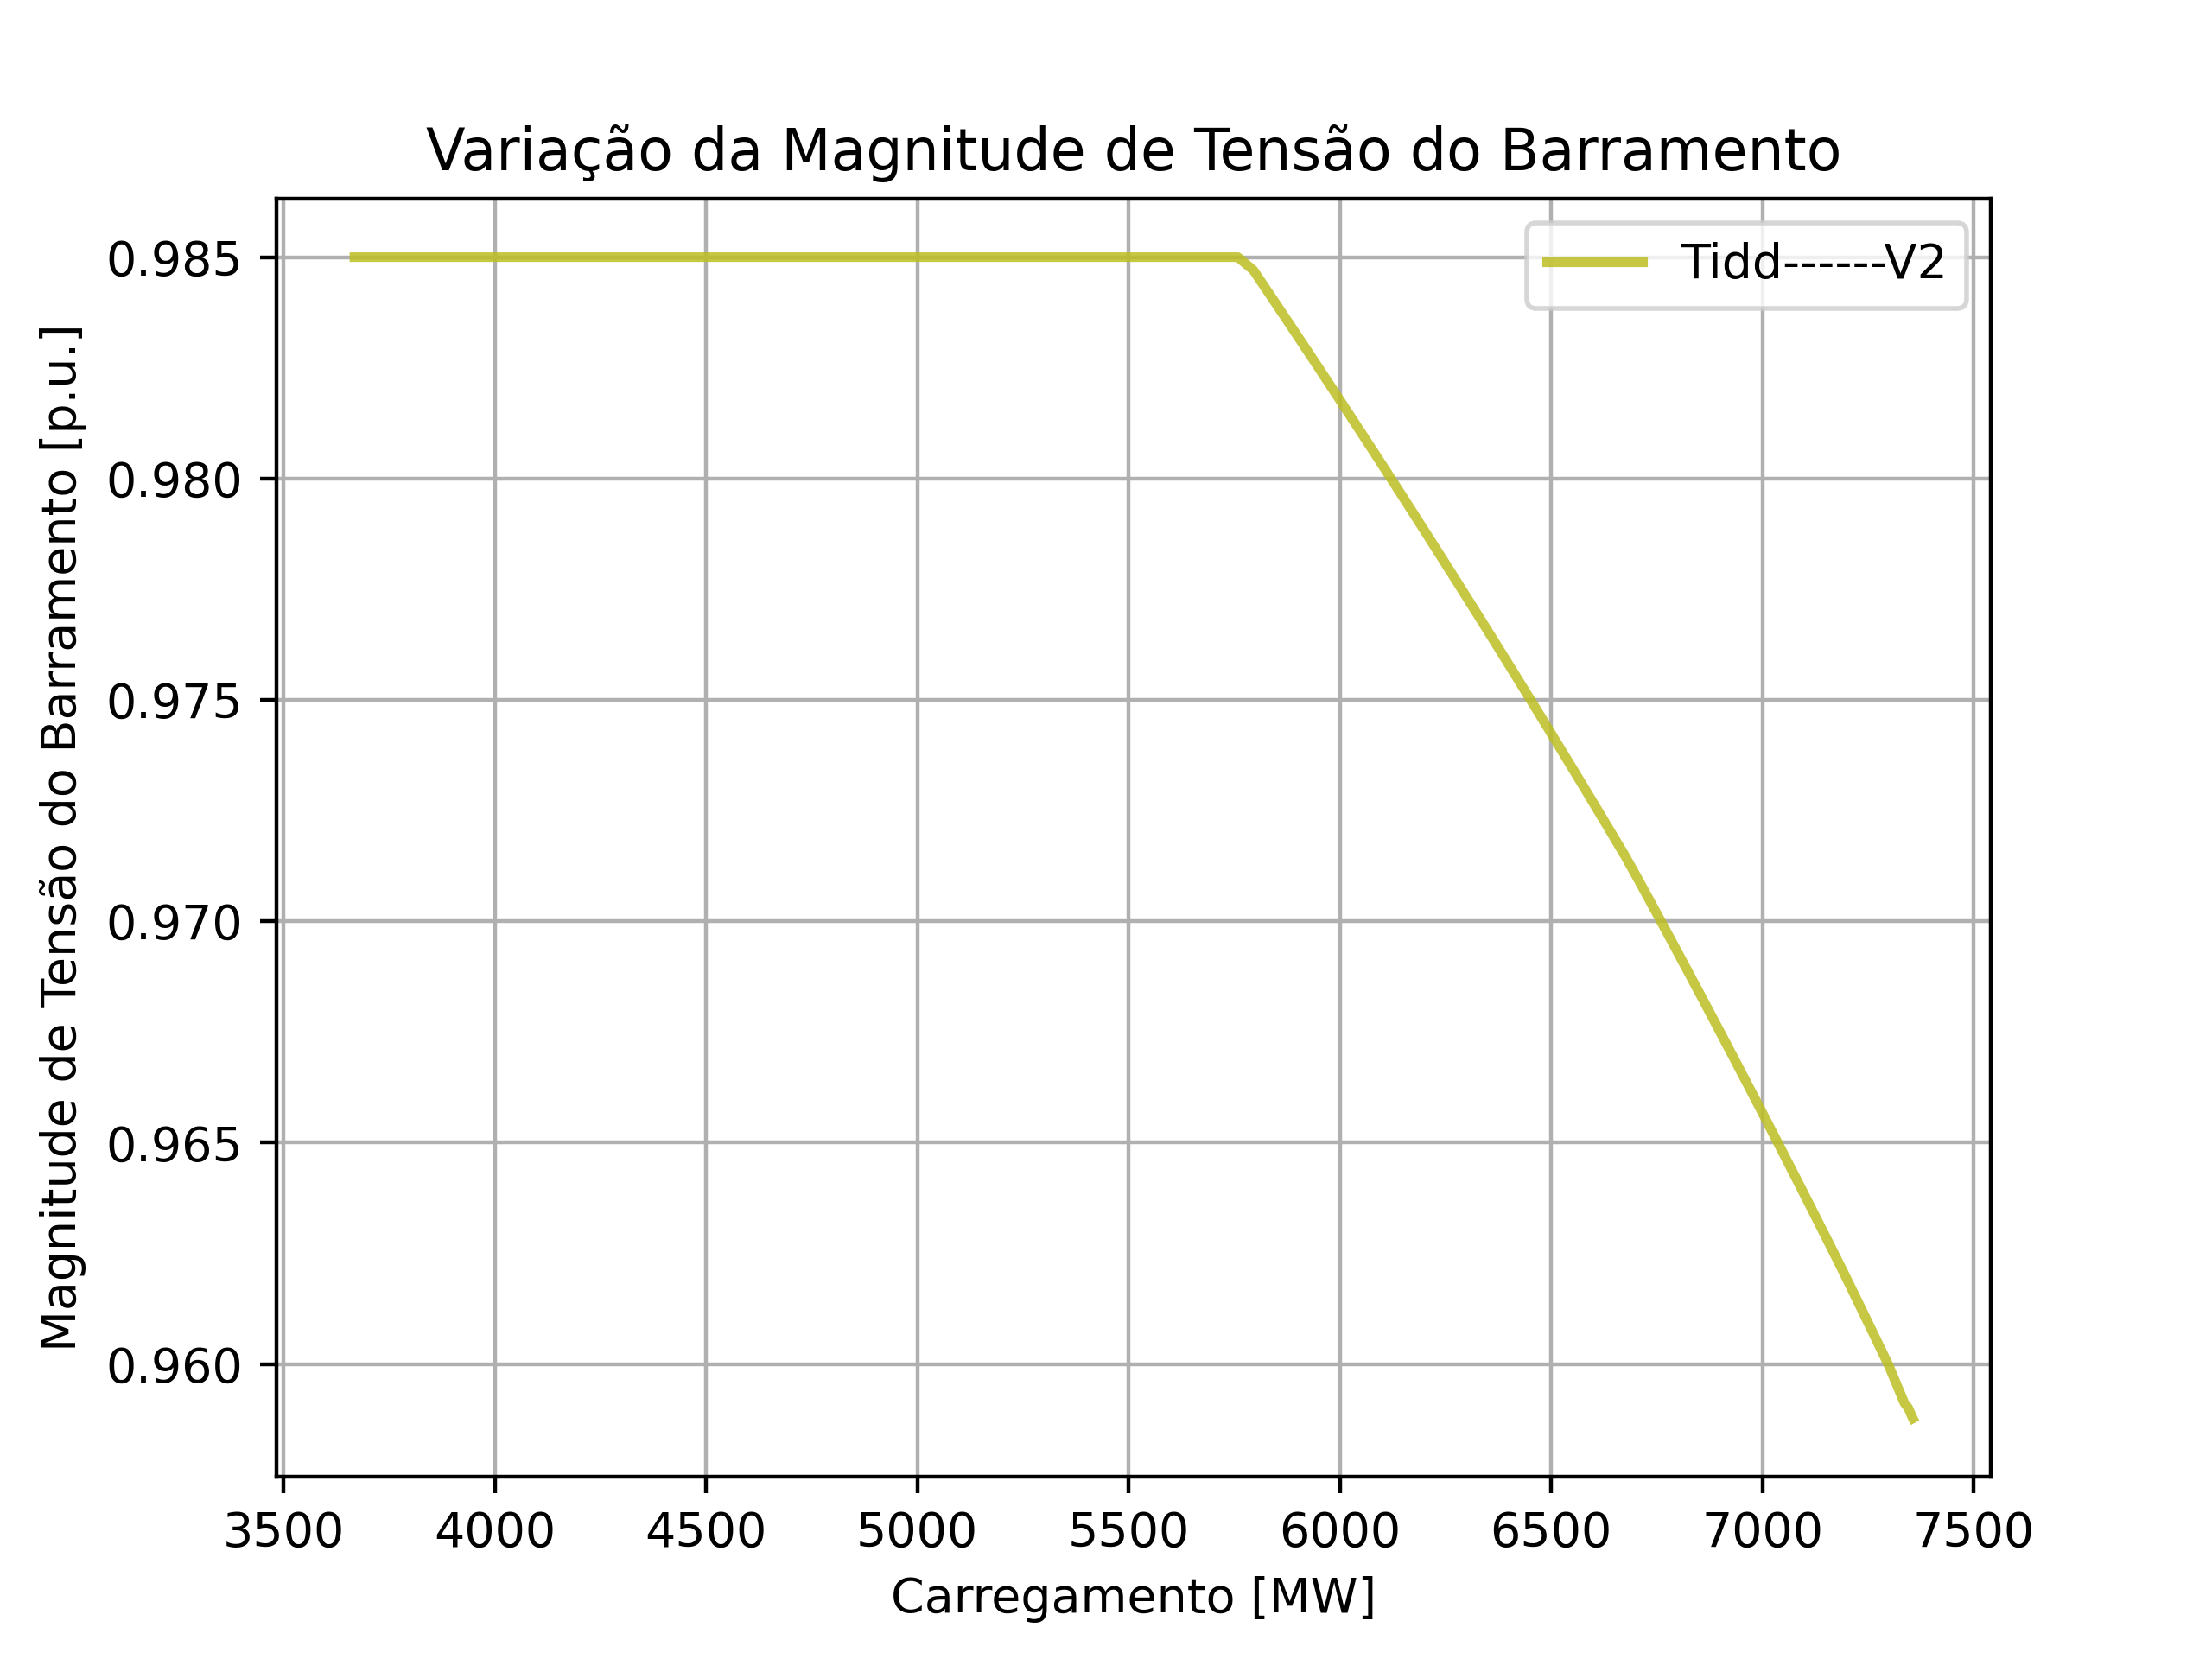 Variação da Magnitude de Tensão do Barramento
Tidd------V2
Magnitude de Tensão do Barramento [p.u.]
0.985
0.980
0.975
0.970
0.965
0.960
3500 4000 4500 5000 5500 6000 6500 7000 7500
Carregamento [MW]